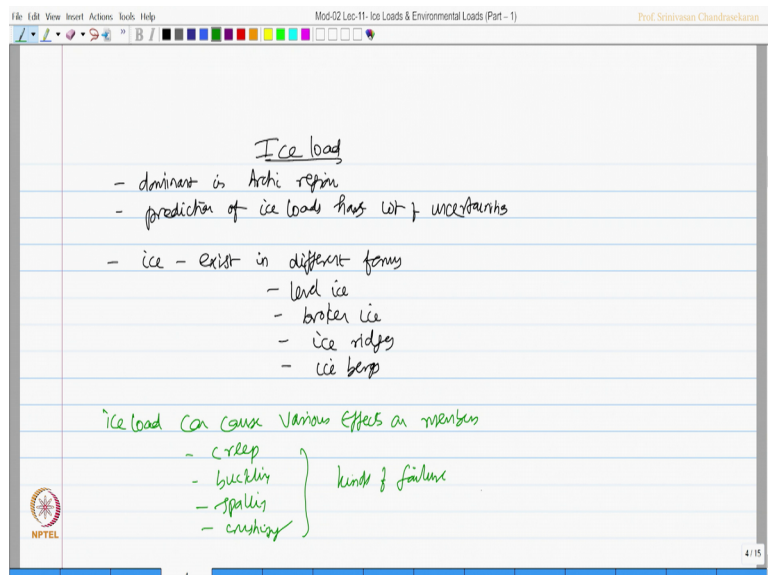 File Edit View Insert Actions Tools Help
Mod-02 Lec-11- Ice Loads & Environmental Loads (Part – 1)
Prof. Srinivasan Chandrasekaran
B I
Ice load
- dominant in Arctic region
- prediction of ice loads has lot of uncertainties
- ice - exist in different forms
- level ice
- broken ice
- ice ridges
- ice bergs
ice load can cause various effects on members
- creep
- buckling
- spalling
- crushing
kinds of failure
NPTEL
4 / 15